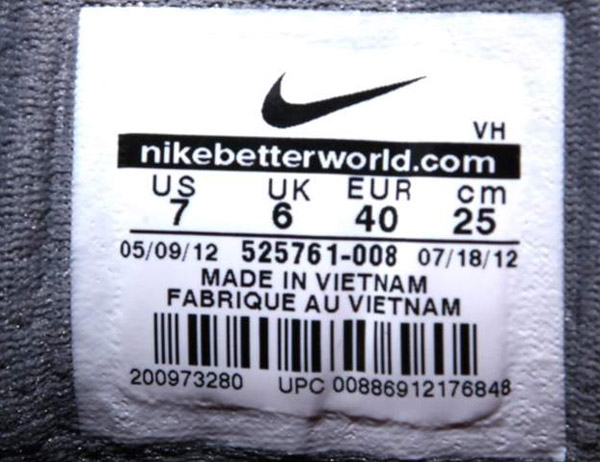 VH
nikebetterworld.com
US UK EUR cm
7 6 40 25
05/09/12 525761-008 07/18/12
MADE IN VIETNAM
FABRIQUE AU VIETNAM
200973280 UPC 00886912176848